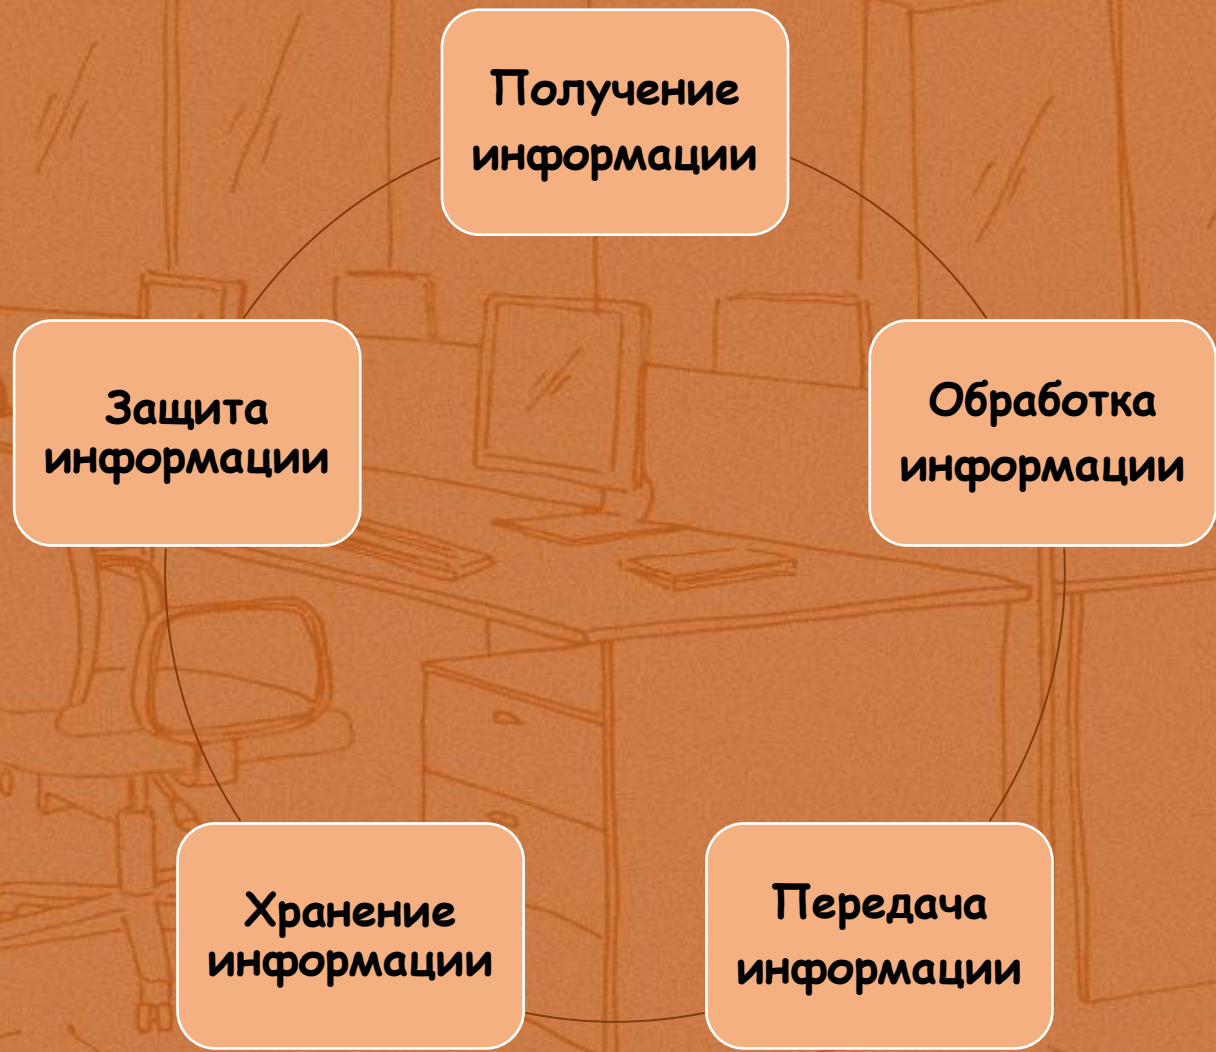 Получение
информации
Обработка
информации
Передача
информации
Хранение
информации
Защита
информации